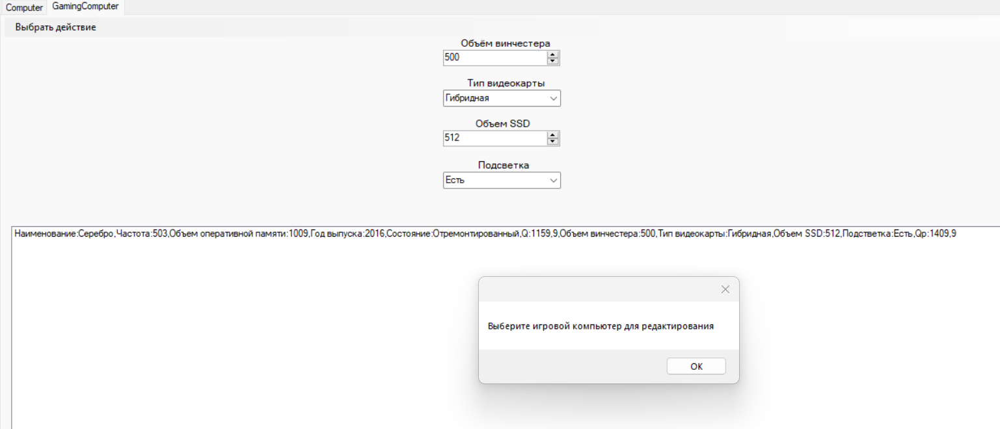 Computer GamingComputer
Выбрать действие
Объём винчестера
500
Тип видеокарты
Гибридная
Объем SSD
512
Подсветка
Есть
Наименование:Серебро,Частота:503,Объем оперативной памяти:1009,Год выпуска:2016,Состояние:Отремонтированный,Q:1159,9,Объем винчестера:500,Тип видеокарты:Гибридная,Объем SSD:512,Подстветка:Есть,Qp:1409,9
Выберите игровой компьютер для редактирования
ОК